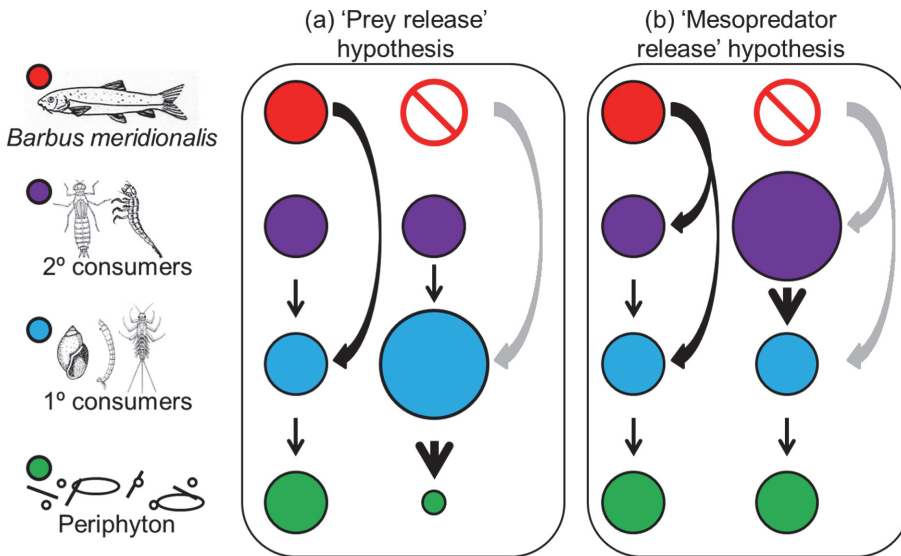 (a) ‘Prey release’
hypothesis
(b) ‘Mesopredator
release’ hypothesis
Barbus meridionalis
2º consumers
1º consumers
Periphyton